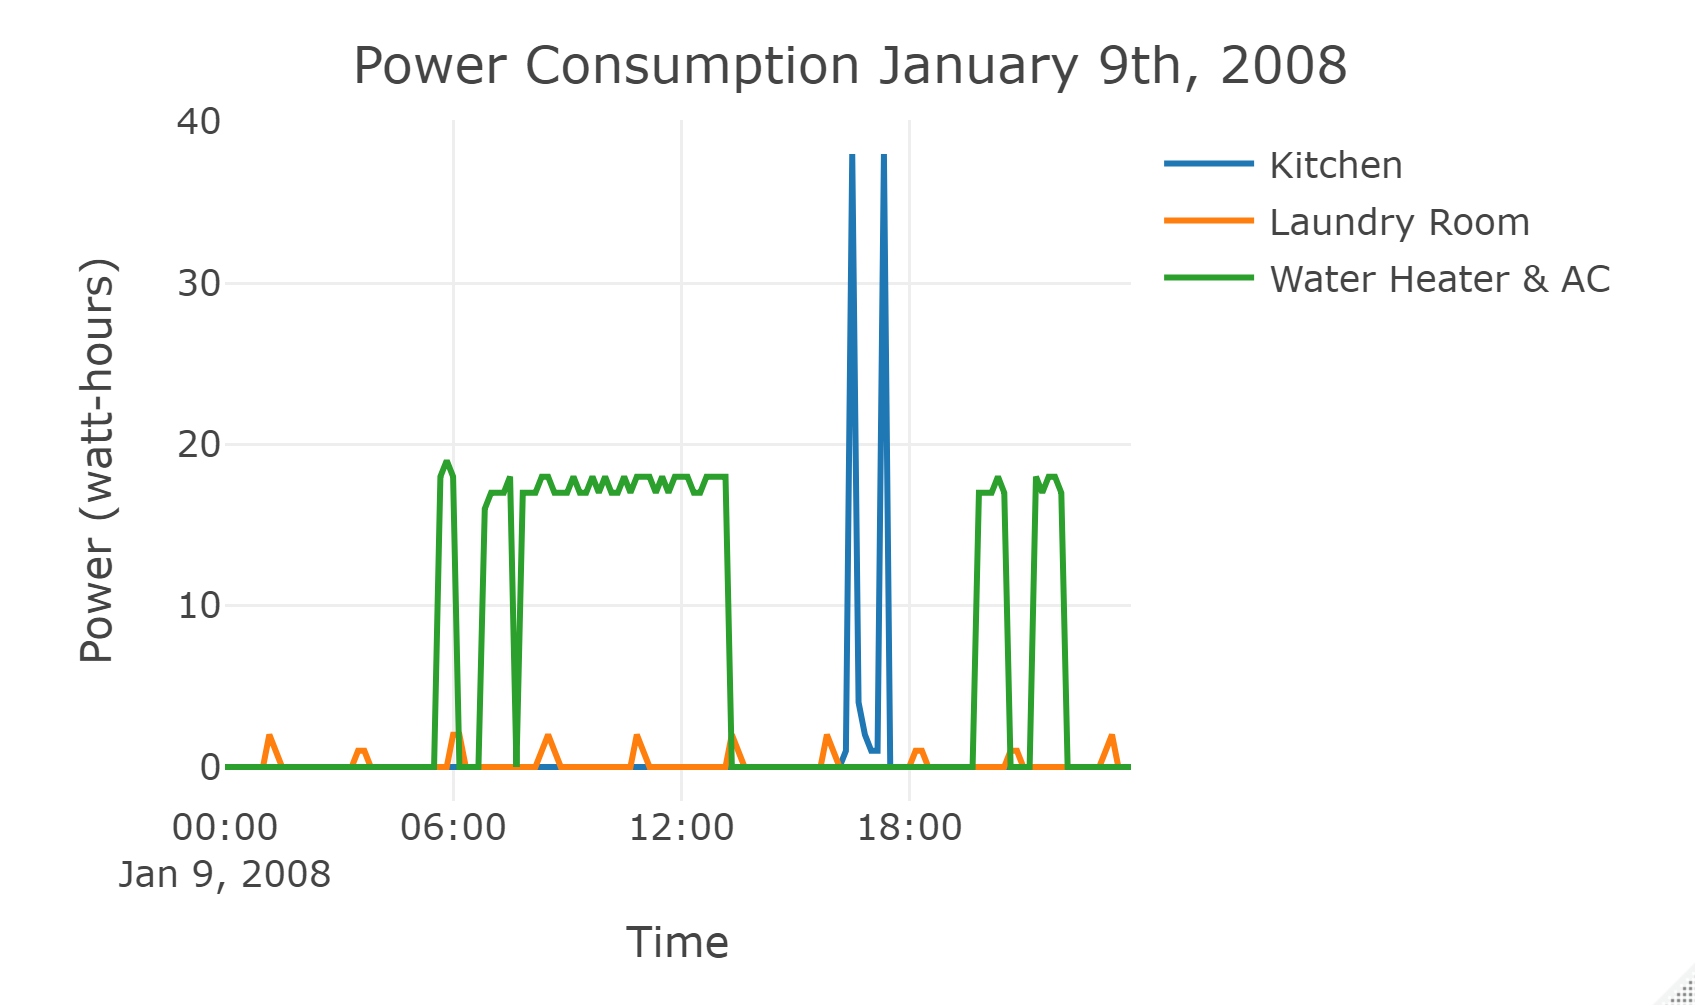 Power Consumption January 9th, 2008
Kitchen
Laundry Room
Water Heater & AC
Power (watt-hours)
40
30
20
10
0
00:00
06:00
12:00
18:00
Jan 9, 2008
Time